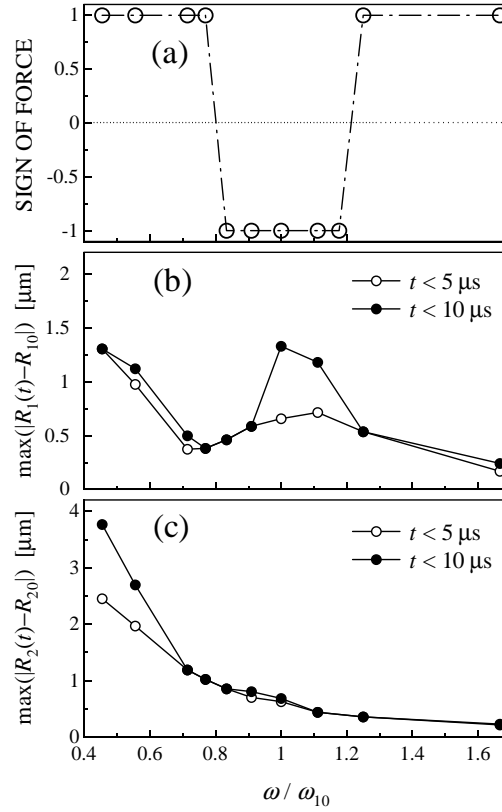 SIGN OF FORCE
1
0.5
0
-0.5
-1
(a)
max(|R₁(t)−R₁₀|) [μm]
2
1.5
1
0.5
0
(b)
t < 5 μs
t < 10 μs
max(|R₂(t)−R₂₀|) [μm]
4
3
2
1
0
(c)
t < 5 μs
t < 10 μs
0.4 0.6 0.8 1 1.2 1.4 1.6
ω / ω₁₀